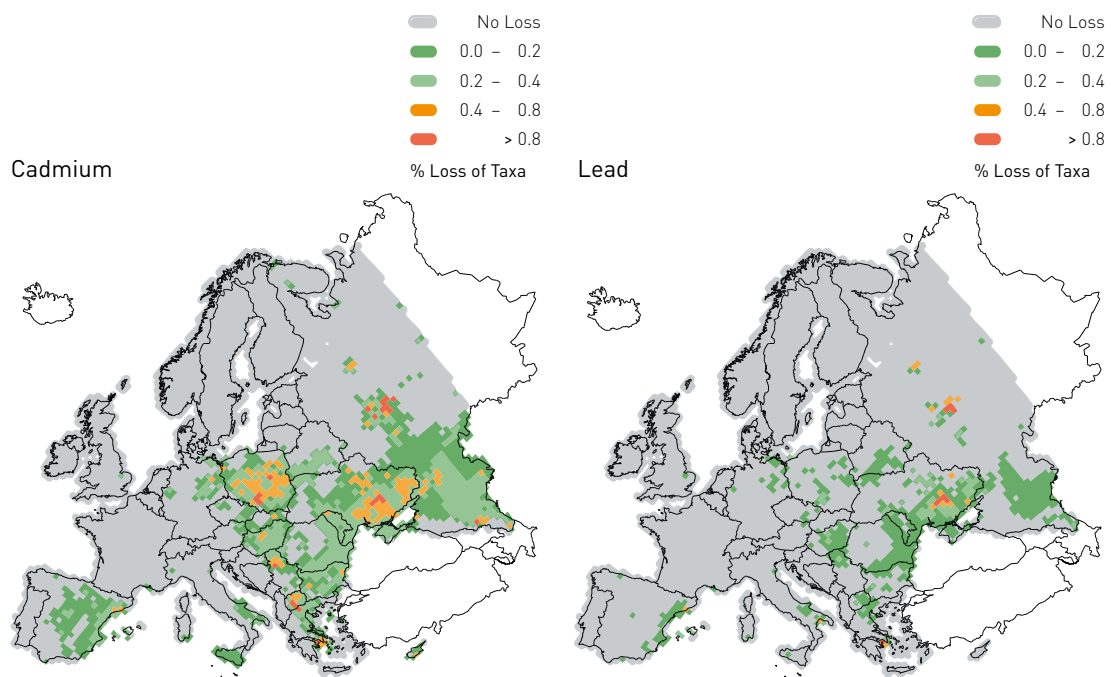 No Loss
0.0 – 0.2
0.2 – 0.4
0.4 – 0.8
> 0.8
% Loss of Taxa
Cadmium
No Loss
0.0 – 0.2
0.2 – 0.4
0.4 – 0.8
> 0.8
% Loss of Taxa
Lead